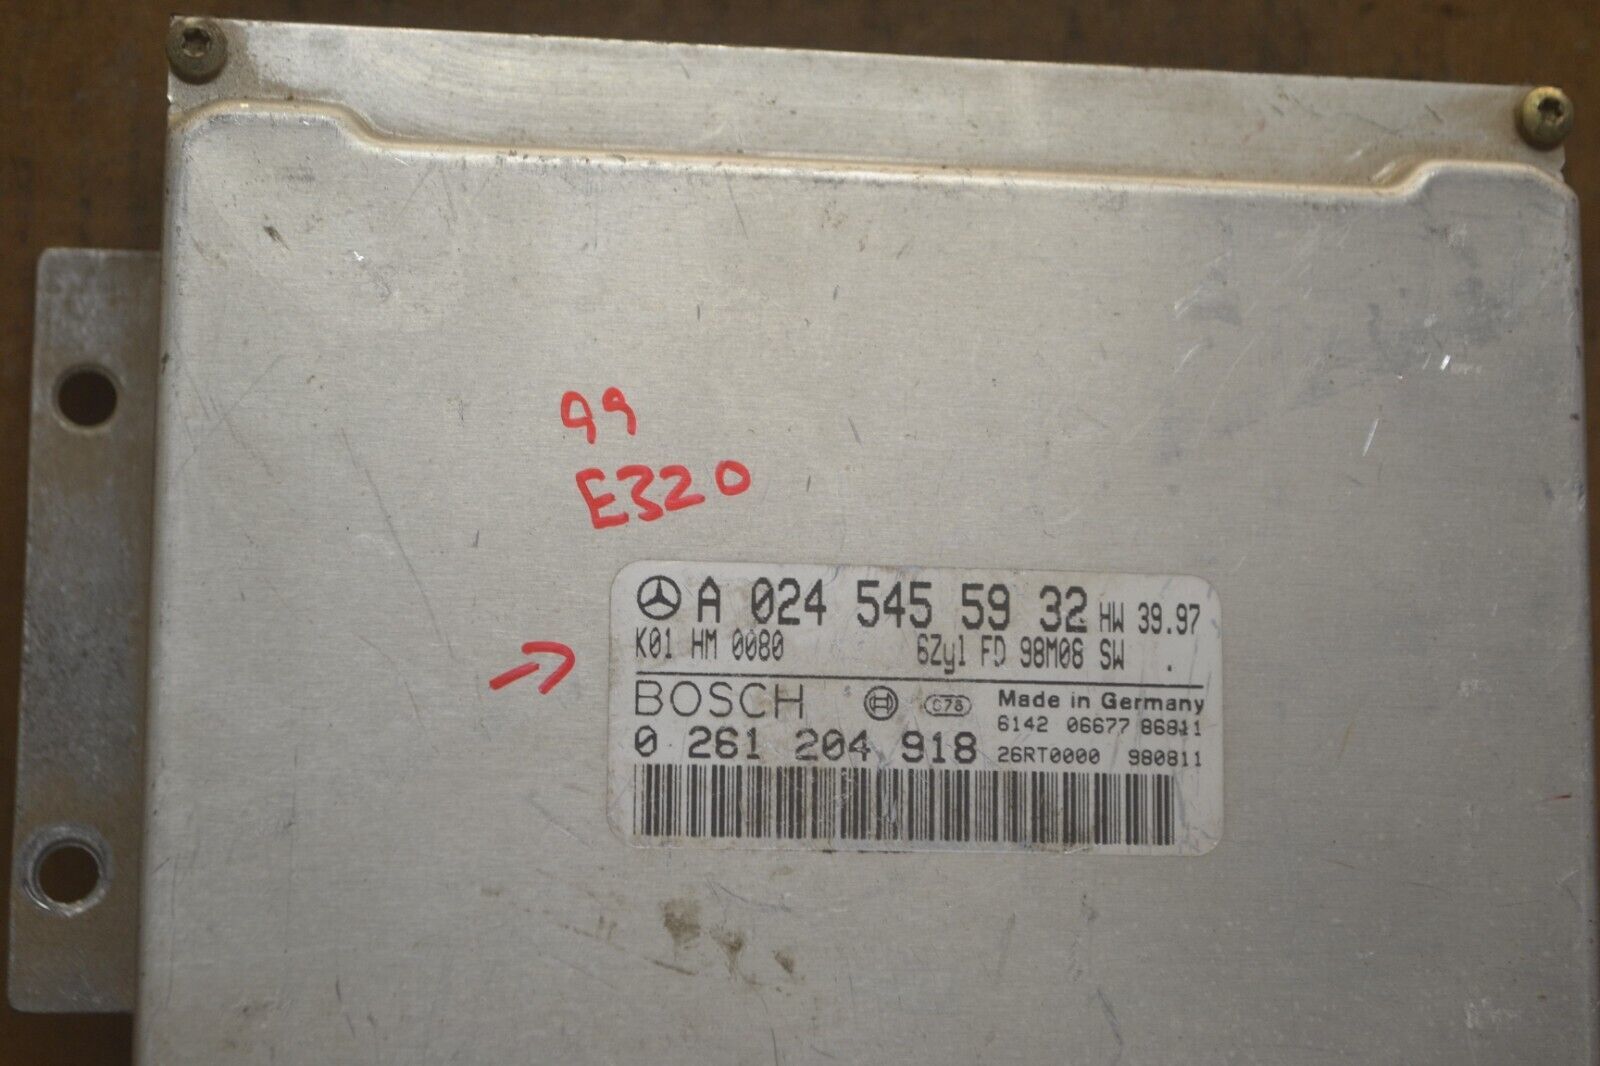 99
E320
A 024 545 59 32 HW 39.97
K01 HM 0080 6Zyl FD 98M08 SW .
BOSCH Made in Germany
6142 06677 86811
0 261 204 918 26RT0000 980811